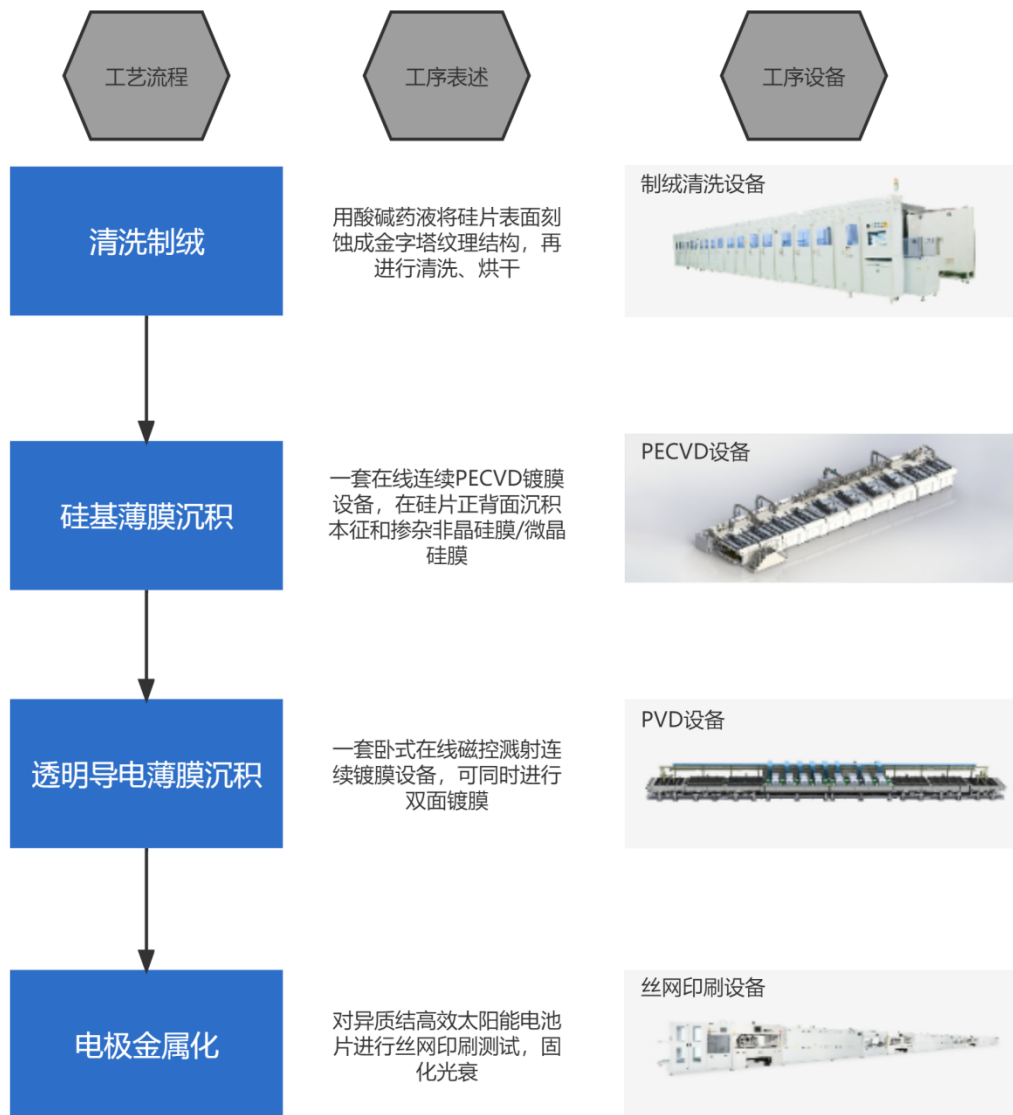 工艺流程
工序表述
工序设备
清洗制绒
用酸碱药液将硅片表面刻
蚀成金字塔纹理结构，再
进行清洗、烘干
制绒清洗设备
硅基薄膜沉积
一套在线连续PECVD镀膜
设备，在硅片正背面沉积
本征和掺杂非晶硅膜/微晶
硅膜
PECVD设备
透明导电薄膜沉积
一套卧式在线磁控溅射连
续镀膜设备，可同时进行
双面镀膜
PVD设备
电极金属化
对异质结高效太阳能电池
片进行丝网印刷测试，固
化光衰
丝网印刷设备